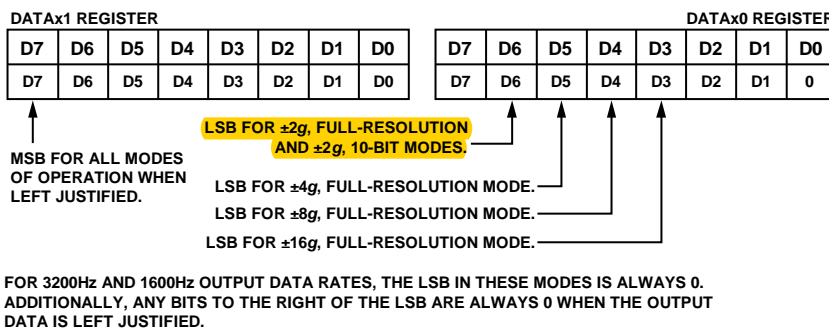 DATAx1 REGISTER
DATAx0 REGISTER
D7 D6 D5 D4 D3 D2 D1 D0
D7 D6 D5 D4 D3 D2 D1 D0
D7 D6 D5 D4 D3 D2 D1 D0
D7 D6 D5 D4 D3 D2 D1 0
MSB FOR ALL MODES
OF OPERATION WHEN
LEFT JUSTIFIED.
LSB FOR ±2g, FULL-RESOLUTION
AND ±2g, 10-BIT MODES.
LSB FOR ±4g, FULL-RESOLUTION MODE.
LSB FOR ±8g, FULL-RESOLUTION MODE.
LSB FOR ±16g, FULL-RESOLUTION MODE.
FOR 3200Hz AND 1600Hz OUTPUT DATA RATES, THE LSB IN THESE MODES IS ALWAYS 0.
ADDITIONALLY, ANY BITS TO THE RIGHT OF THE LSB ARE ALWAYS 0 WHEN THE OUTPUT
DATA IS LEFT JUSTIFIED.